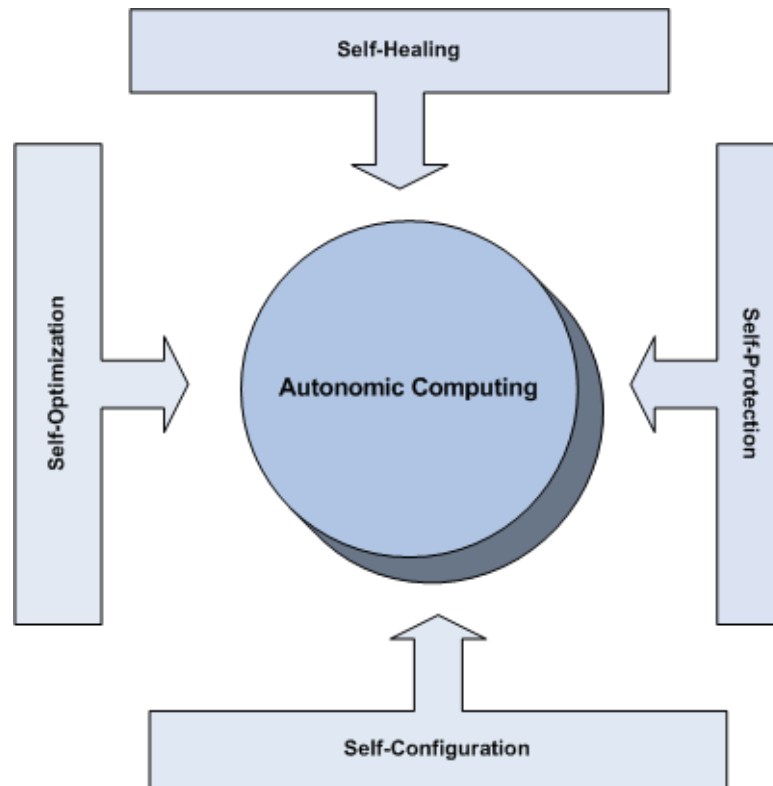 Self-Healing
Self-Optimization
Autonomic Computing
Self-Protection
Self-Configuration